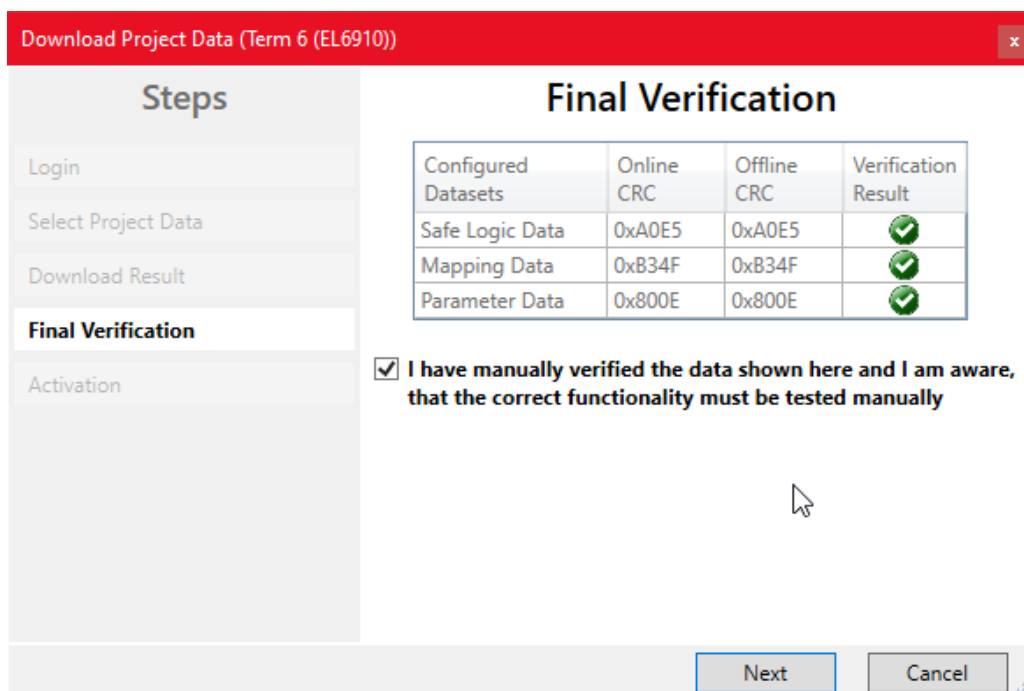 Download Project Data (Term 6 (EL6910))
x
Steps
Login
Select Project Data
Download Result
Final Verification
Activation
Final Verification
Configured Datasets Online CRC Offline CRC Verification Result
Safe Logic Data 0xA0E5 0xA0E5
Mapping Data 0xB34F 0xB34F
Parameter Data 0x800E 0x800E
I have manually verified the data shown here and I am aware,
that the correct functionality must be tested manually
Next Cancel